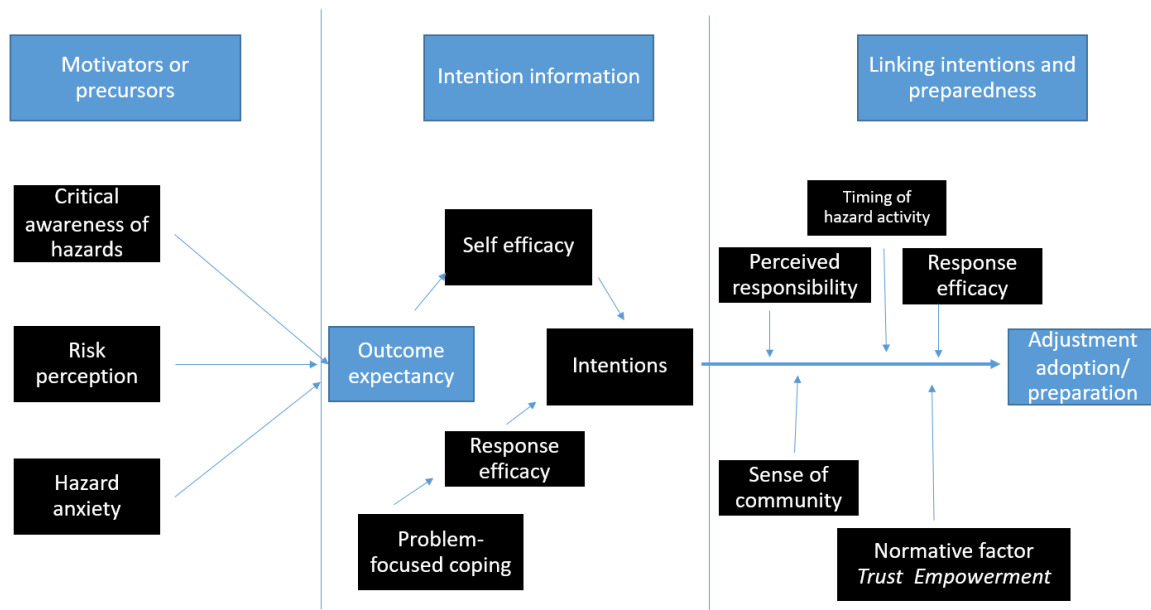 Motivators or
precursors
Intention information
Linking intentions and
preparedness
Critical
awareness of
hazards
Risk
perception
Hazard
anxiety
Outcome
expectancy
Self efficacy
Intentions
Response
efficacy
Problem-
focused coping
Timing of
hazard activity
Perceived
responsibility
Response
efficacy
Adjustment
adoption/
preparation
Sense of
community
Normative factor
Trust Empowerment